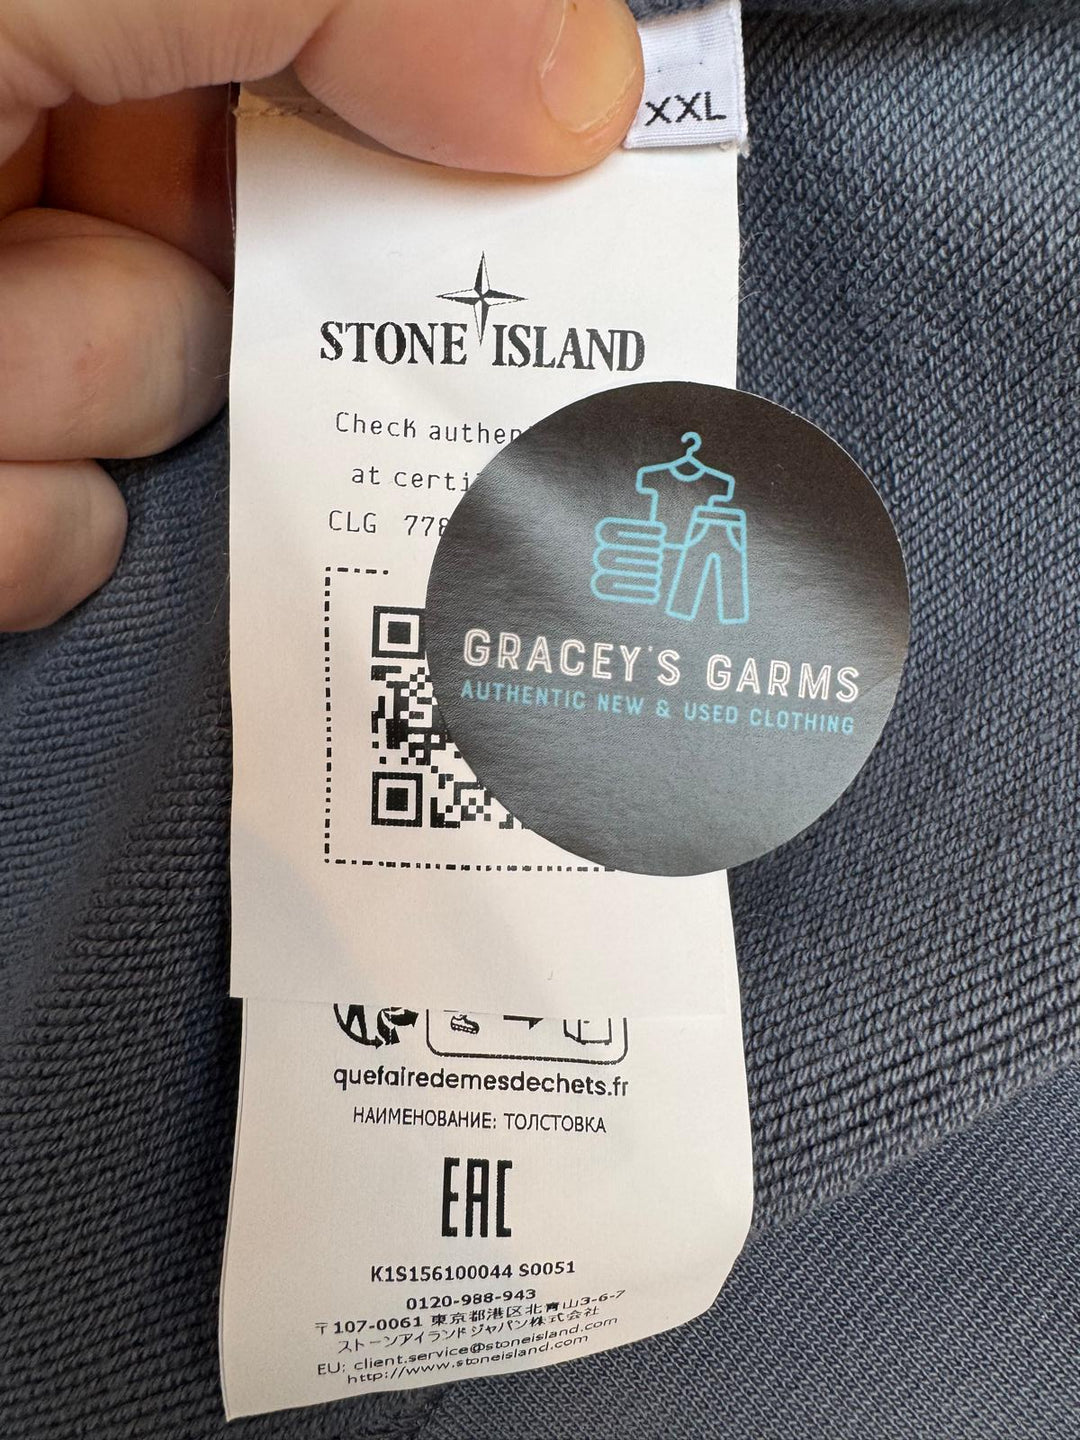 XXL
STONE ISLAND
Check
at
CLG
GRACEY'S GARMS
AUTHENTIC NEW & USED CLOTHING
quefairedemesdechets.fr
НАИМЕНОВАНИЕ: ТОЛСТОВКА
EAC
K1S156100044 S0051
0120-988-943
〒107-0061 東京都港区北青山3-6-7
ストーンアイランドジャパン株式会社
EU: client.service@stoneisland.com
http://www.stoneisland.com